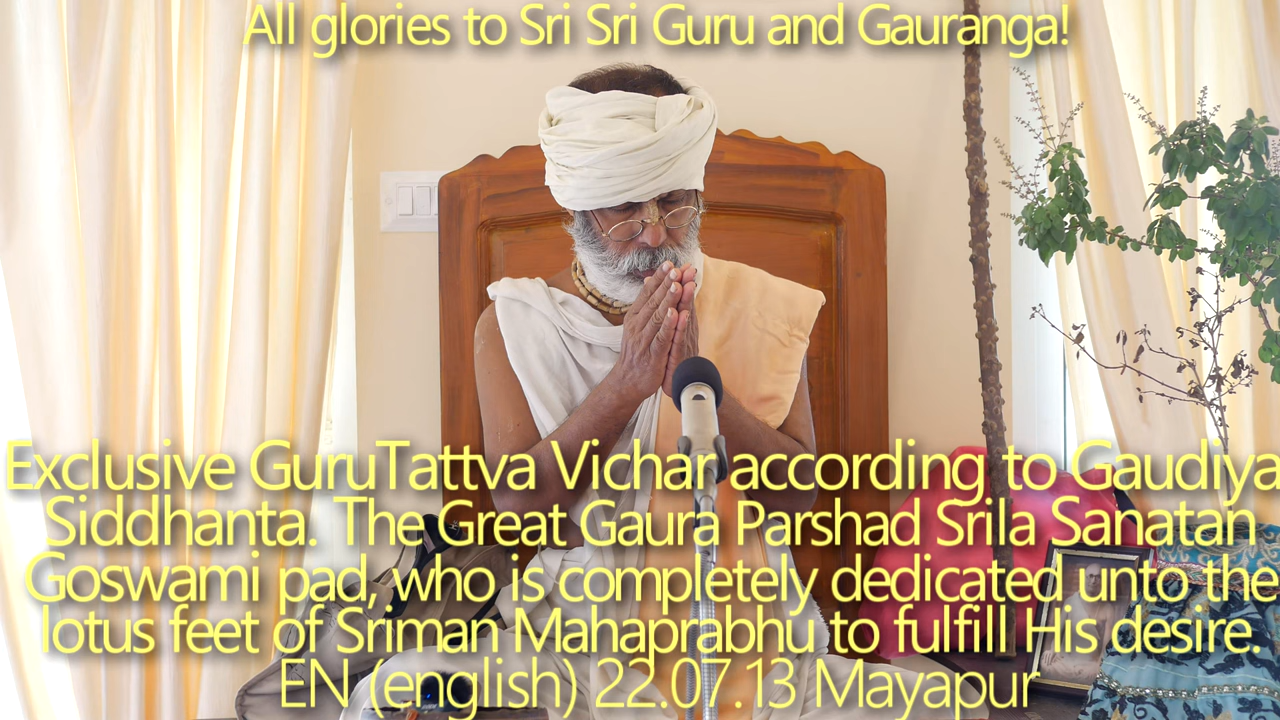 All glories to Sri Sri Guru and Gauranga!
Exclusive GuruTattva Vichar according to Gaudiya
Siddhanta. The Great Gaura Parshad Srila Sanatan
Goswami pad, who is completely dedicated unto the
lotus feet of Sriman Mahaprabhu to fulfill His desire.
EN (english) 22.07.13 Mayapur